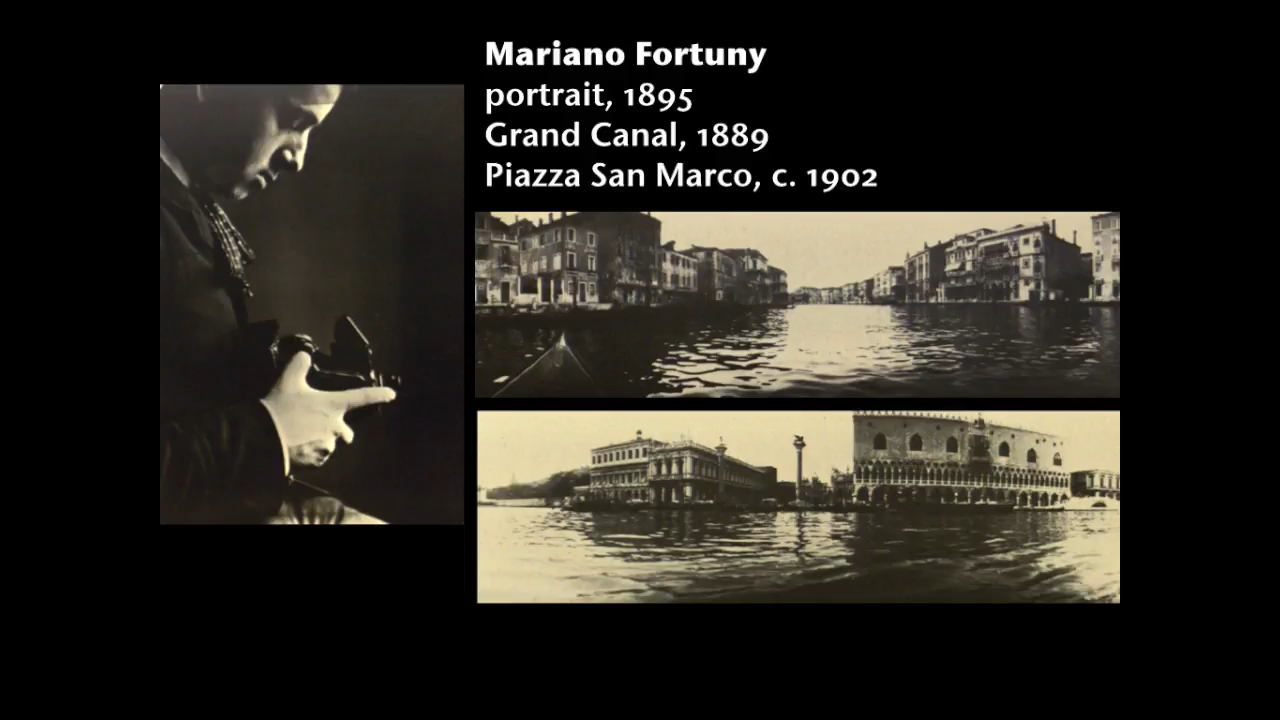 Mariano Fortuny
portrait, 1895
Grand Canal, 1889
Piazza San Marco, c. 1902